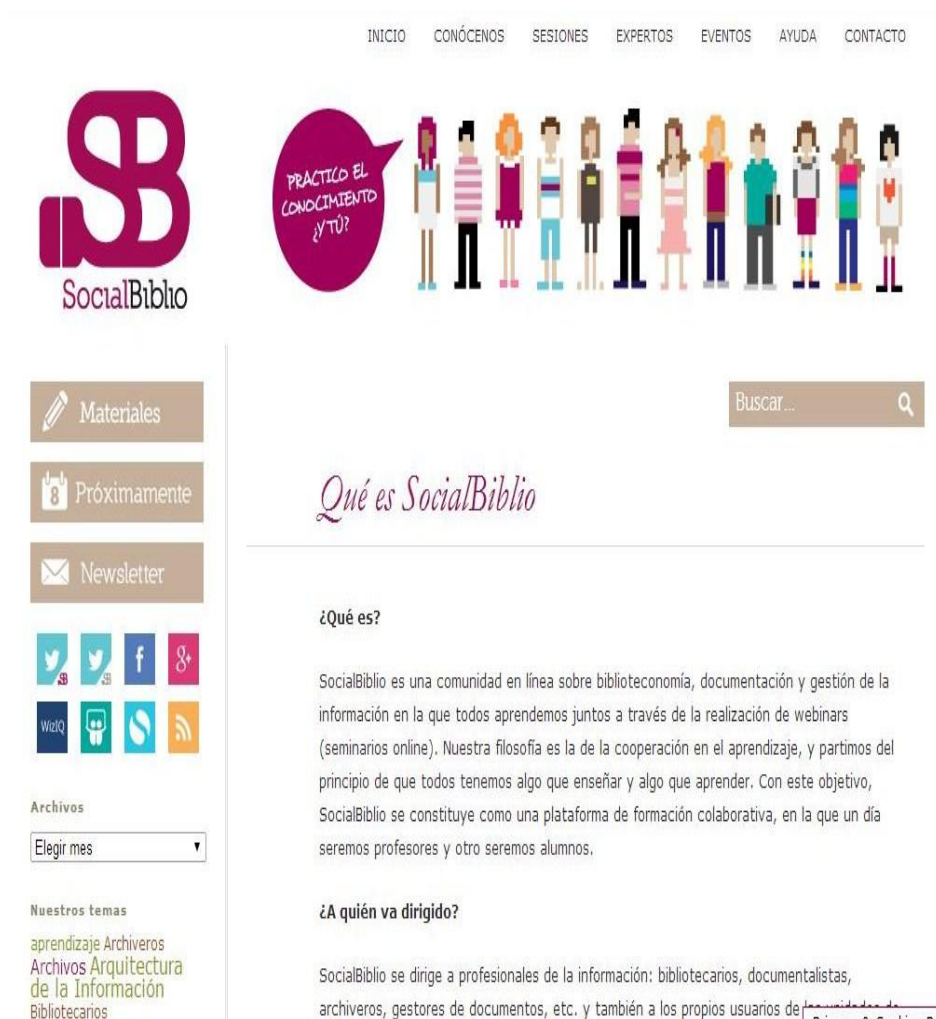 INICIO CONÓCENOS SESIONES EXPERTOS EVENTOS AYUDA CONTACTO
SB
SocialBiblio
PRACTICO EL
CONOCIMIENTO
¿Y TÚ?
Materiales
8 Próximamente
Newsletter
SB SB f 8+
WizIQ
Archivos
Elegir mes
Nuestros temas
aprendizaje Archiveros
Archivos Arquitectura
de la Información
Bibliotecarios
Buscar...
Qué es SocialBiblio
¿Qué es?
SocialBiblio es una comunidad en línea sobre biblioteconomía, documentación y gestión de la
información en la que todos aprendemos juntos a través de la realización de webinars
(seminarios online). Nuestra filosofía es la de la cooperación en el aprendizaje, y partimos del
principio de que todos tenemos algo que enseñar y algo que aprender. Con este objetivo,
SocialBiblio se constituye como una plataforma de formación colaborativa, en la que un día
seremos profesores y otro seremos alumnos.
¿A quién va dirigido?
SocialBiblio se dirige a profesionales de la información: bibliotecarios, documentalistas,
archiveros, gestores de documentos, etc. y también a los propios usuarios de